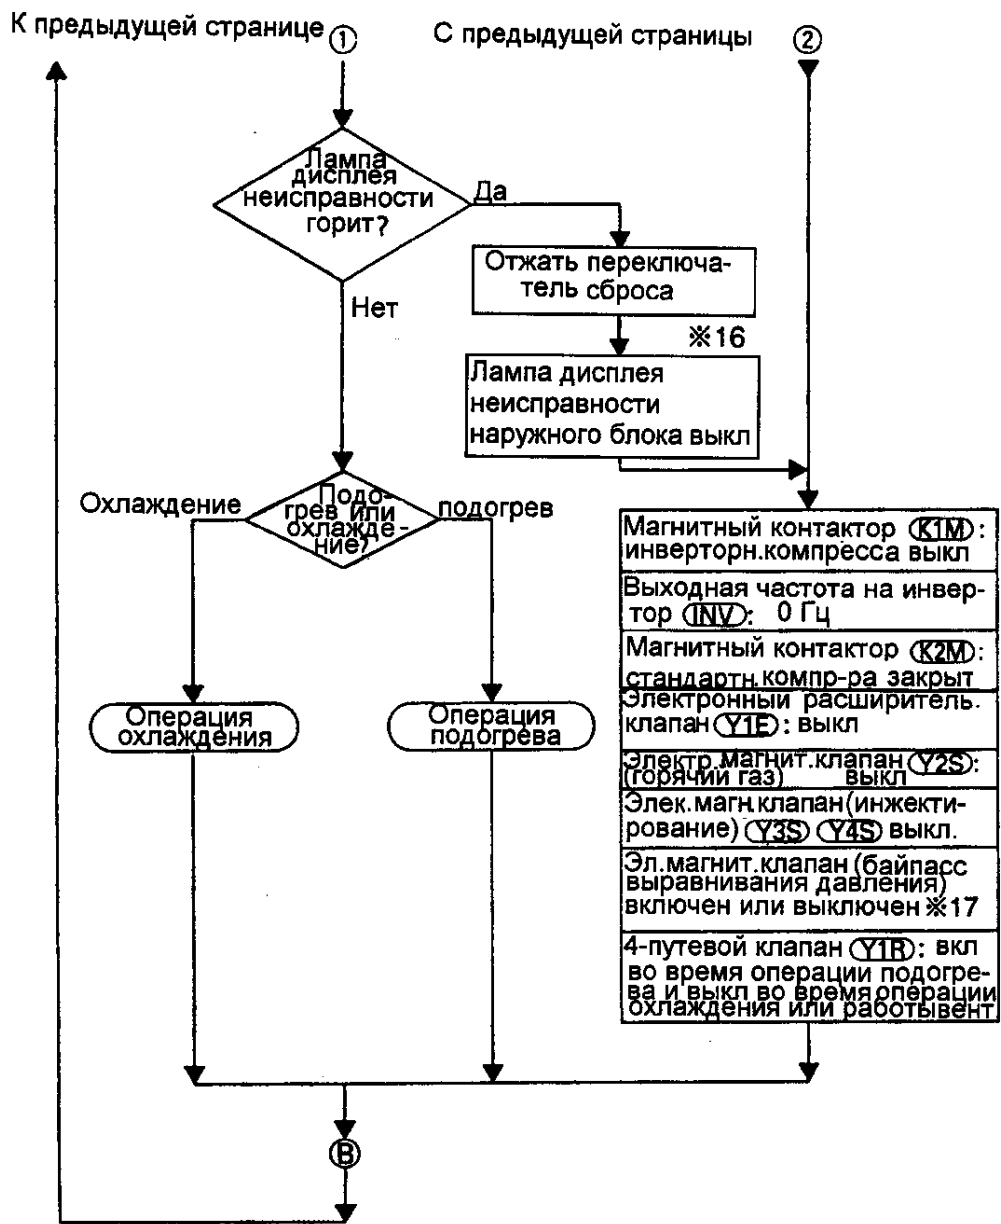 К предыдущей странице ①
С предыдущей страницы ②
Лампа
дисплея
неисправности
горит?
Да
Нет
Отжать переключа-
тель сброса
※16
Лампа дисплея
неисправности
наружного блока выкл
Охлаждение
Подо-
грев или
охлажде-
ние?
подогрев
Операция
охлаждения
Операция
подогрева
Магнитный контактор K1M:
инверторн.компресса выкл
Выходная частота на инвер-
тор INV: 0 Гц
Магнитный контактор K2M:
стандартн.компр-ра закрыт
Электронный расширитель.
клапан Y1E: выкл
Электр.магнит.клапан Y2S:
(горячий газ) выкл
Элек.магн.клапан(инжекти-
рование) Y3S Y4S выкл.
Эл.магнит.клапан(байпасс
выравнивания давления)
включен или выключен ※17
4-путевой клапан Y1R: вкл
во время операции подогре-
ва и выкл во время операции
охлаждения или работывент
B